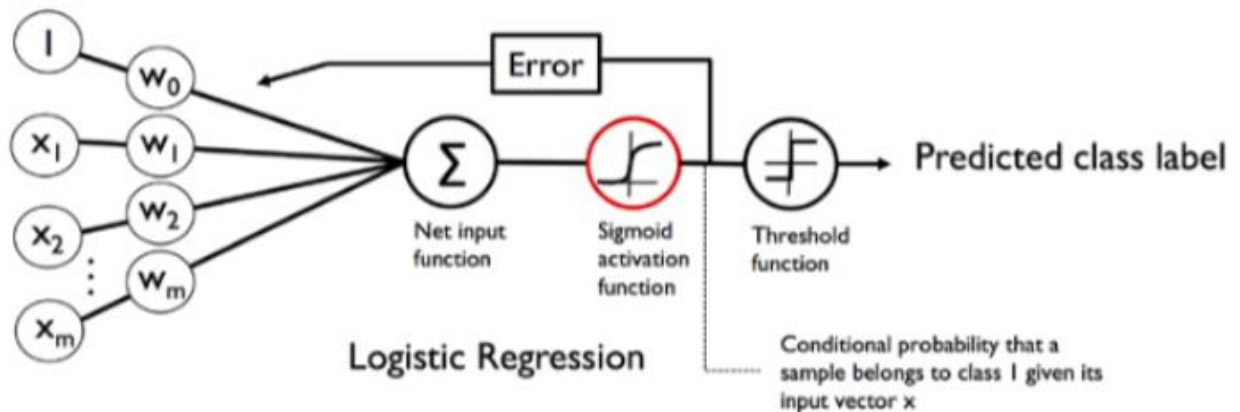 1
w0
Error
x1
w1
Σ
Predicted class label
x2
w2
Net input
function
Sigmoid
activation
function
Threshold
function
⋮
wm
xm
Logistic Regression
Conditional probability that a
sample belongs to class 1 given its
input vector x